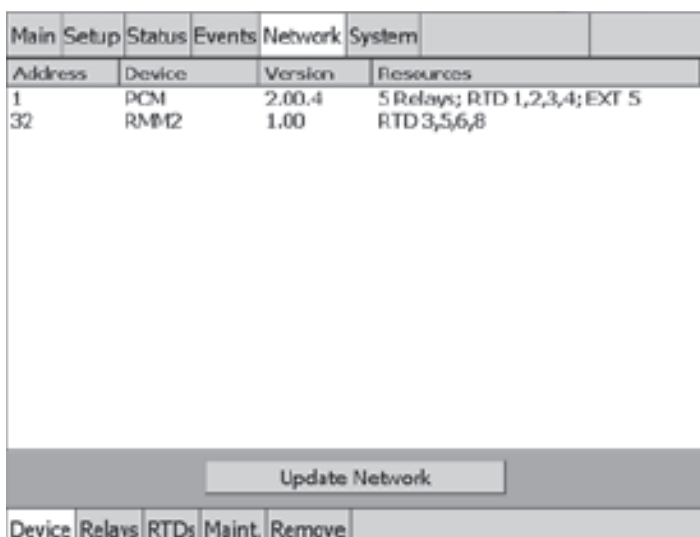 Main Setup Status Events Network System
Address Device Version Resources
1 PCM 2.00.4 5 Relays; RTD 1,2,3,4; EXT 5
32 RMM2 1.00 RTD 3,5,6,8
Update Network
Device Relays RTDs Maint. Remove